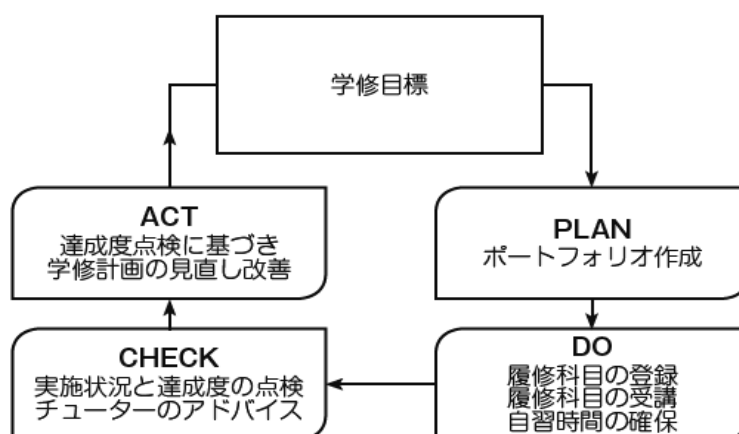 学修目標
ACT
達成度点検に基づき
学修計画の見直し改善
PLAN
ポートフォリオ作成
CHECK
実施状況と達成度の点検
チューターのアドバイス
DO
履修科目の登録
履修科目の受講
自習時間の確保